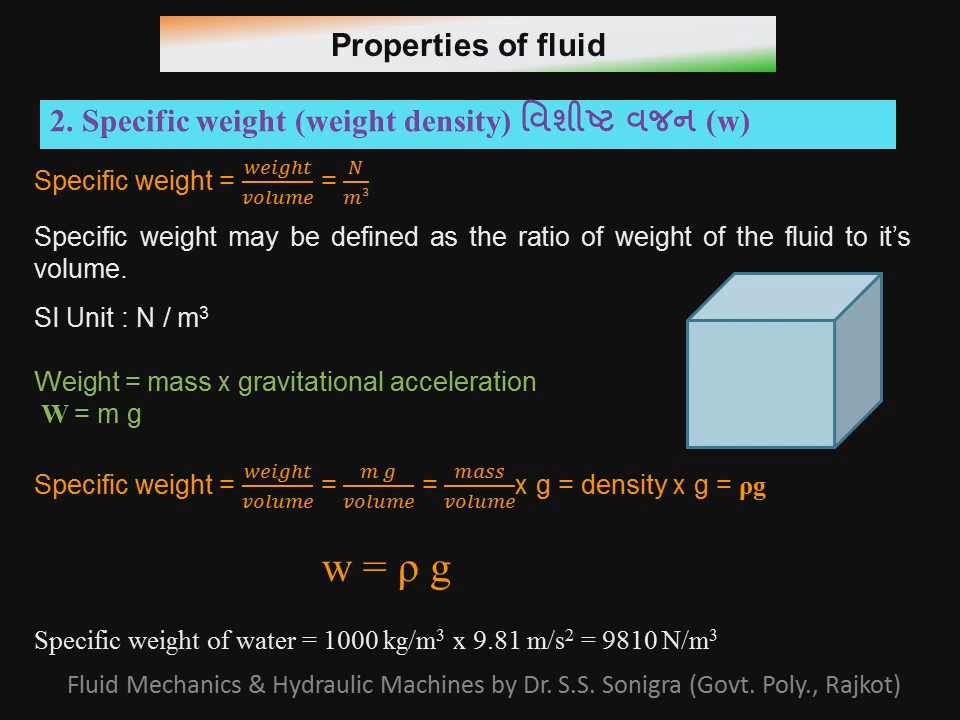 Properties of fluid
2. Specific weight (weight density) વિશીષ્ટ વજન (w)
Specific weight = weight/volume = N/m³
Specific weight may be defined as the ratio of weight of the fluid to it’s
volume.
SI Unit : N / m³
Weight = mass x gravitational acceleration
W = m g
Specific weight = weight/volume = m g/volume = mass/volume x g = density x g = ρg
w = ρ g
Specific weight of water = 1000 kg/m³ x 9.81 m/s² = 9810 N/m³
Fluid Mechanics & Hydraulic Machines by Dr. S.S. Sonigra (Govt. Poly., Rajkot)